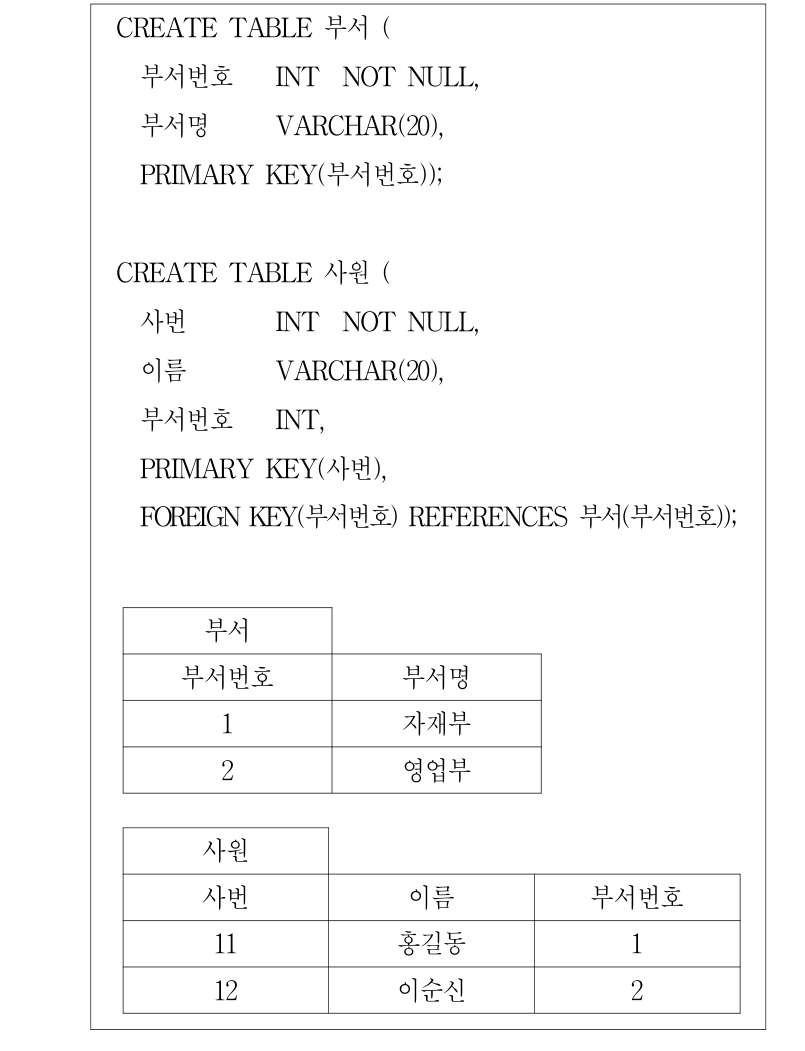 CREATE TABLE 부서 (
부서번호 INT NOT NULL,
부서명 VARCHAR(20),
PRIMARY KEY(부서번호));
CREATE TABLE 사원 (
사번 INT NOT NULL,
이름 VARCHAR(20),
부서번호 INT,
PRIMARY KEY(사번),
FOREIGN KEY(부서번호) REFERENCES 부서(부서번호));
부서
부서번호 부서명
1 자재부
2 영업부
사원
사번 이름 부서번호
11 홍길동 1
12 이순신 2